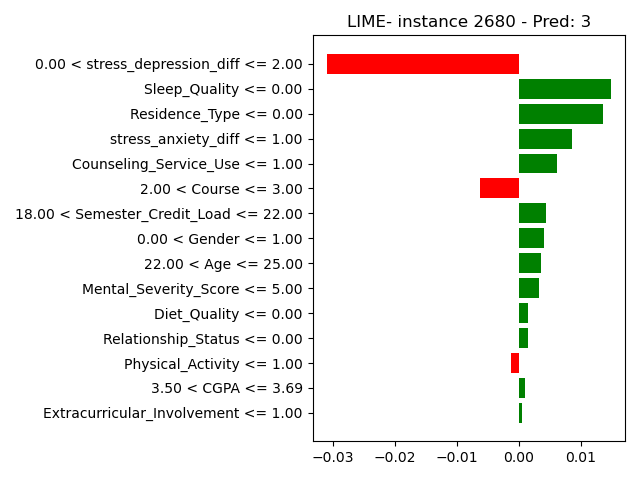 LIME- instance 2680 - Pred: 3
0.00 < stress_depression_diff <= 2.00
Sleep_Quality <= 0.00
Residence_Type <= 0.00
stress_anxiety_diff <= 1.00
Counseling_Service_Use <= 1.00
2.00 < Course <= 3.00
18.00 < Semester_Credit_Load <= 22.00
0.00 < Gender <= 1.00
22.00 < Age <= 25.00
Mental_Severity_Score <= 5.00
Diet_Quality <= 0.00
Relationship_Status <= 0.00
Physical_Activity <= 1.00
3.50 < CGPA <= 3.69
Extracurricular_Involvement <= 1.00
−0.03 −0.02 −0.01 0.00 0.01